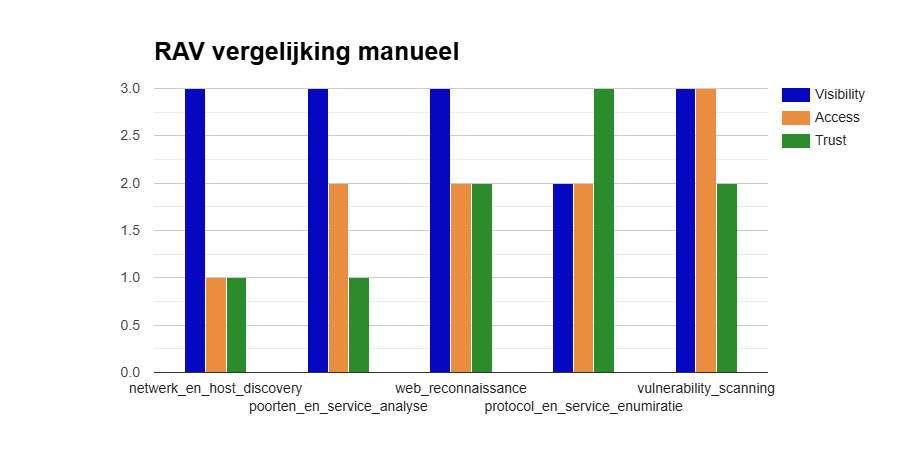 RAV vergelijking manueel
3.0
2.5
2.0
1.5
1.0
0.5
0.0
Visibility
Access
Trust
netwerk_en_host_discovery
poorten_en_service_analyse
web_reconnaissance
protocol_en_service_enumiratie
vulnerability_scanning